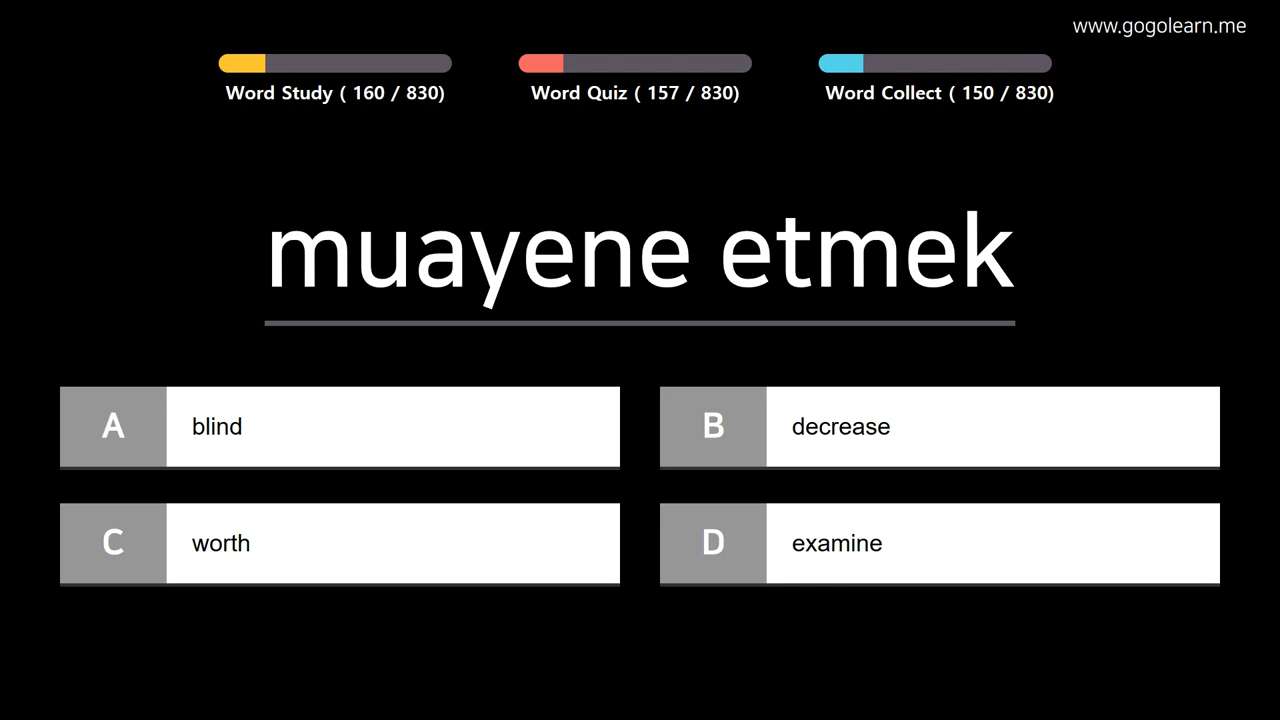 www.gogolearn.me
Word Study ( 160 / 830)
Word Quiz ( 157 / 830)
Word Collect ( 150 / 830)
muayene etmek
A blind
B decrease
C worth
D examine